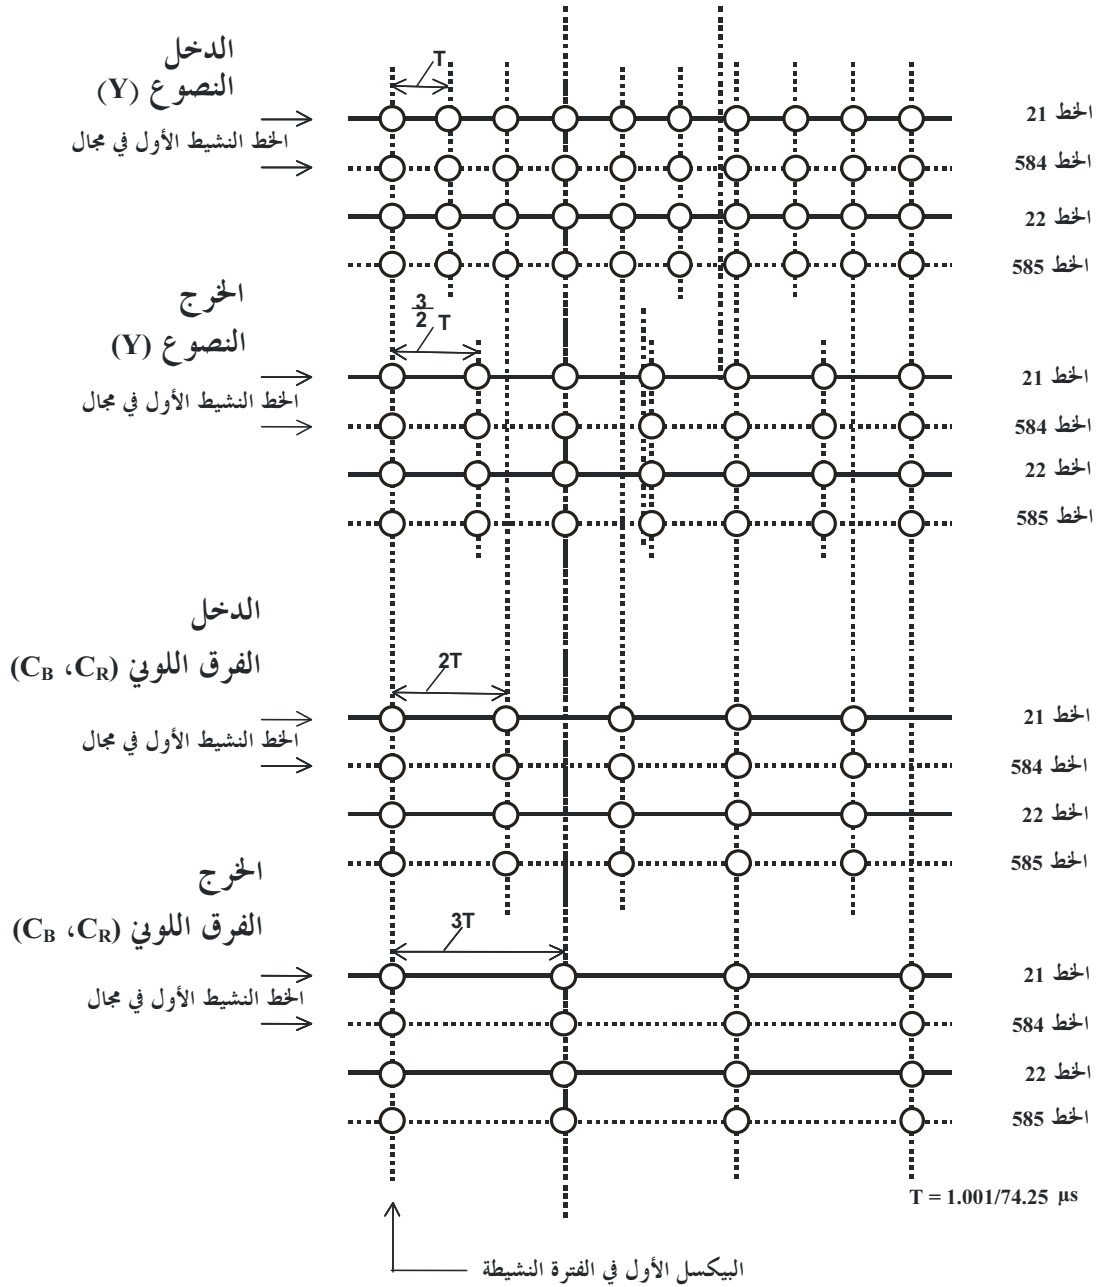 الدخل
النصوع (Y)
T
الخط 21
الخط النشيط الأول في مجال
الخط 584
الخط 22
الخط 585
الخرج
النصوع (Y)
3/2 T
الخط 21
الخط النشيط الأول في مجال
الخط 584
الخط 22
الخط 585
الدخل
الفرق اللوني (C_B ،C_R)
2T
الخط 21
الخط النشيط الأول في مجال
الخط 584
الخط 22
الخط 585
الخرج
الفرق اللوني (C_B ،C_R)
3T
الخط 21
الخط النشيط الأول في مجال
الخط 584
الخط 22
الخط 585
T = 1.001/74.25 μs
البيكسل الأول في الفترة النشيطة